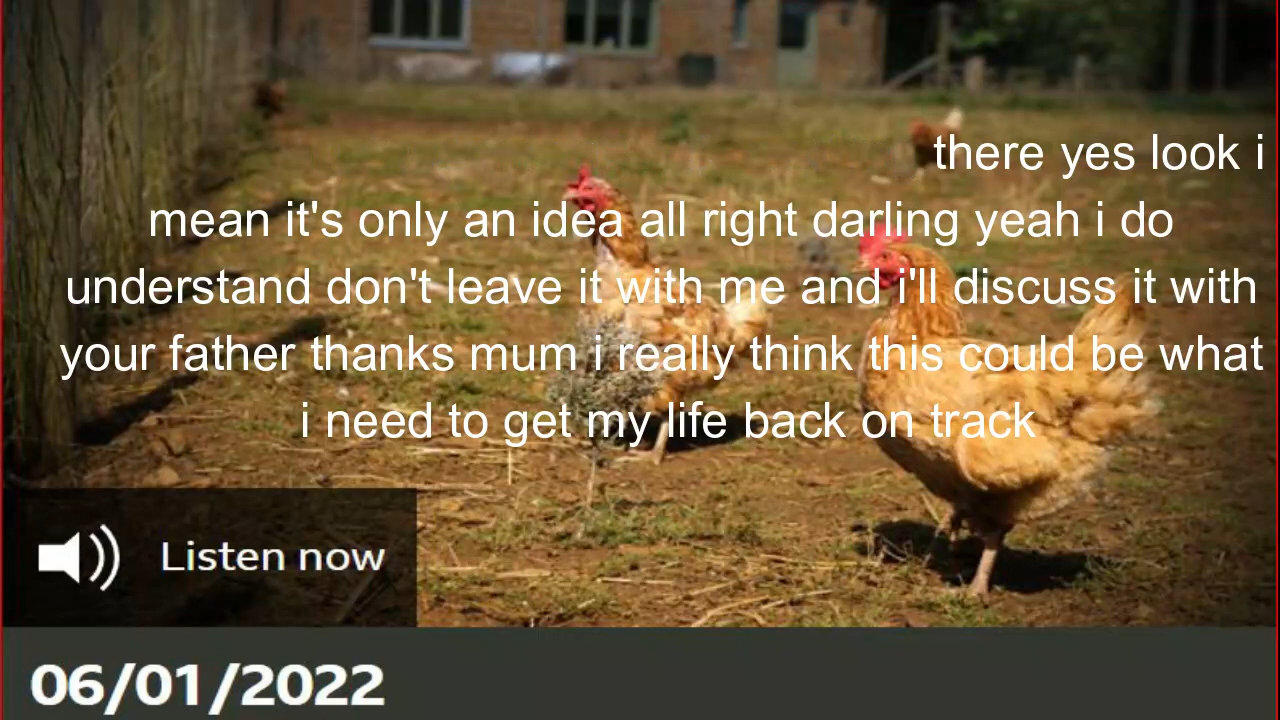 there yes look i
mean it's only an idea all right darling yeah i do
understand don't leave it with me and i'll discuss it with
your father thanks mum i really think this could be what
i need to get my life back on track
Listen now
06/01/2022